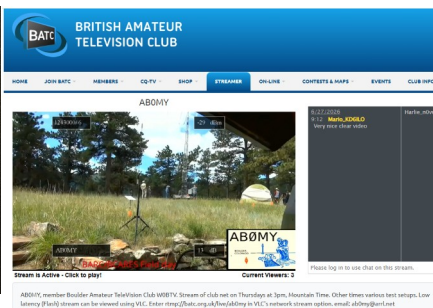 BATC
BRITISH AMATEUR
TELEVISION CLUB
HOME
JOIN BATC
MEMBERS
CQ-TV
SHOP
STREAMER
ON-LINE
CONTESTS & MAPS
EVENTS
CLUB INFO
AB0MY
-29 dBm
9:12 Mario_KD6ILO
Very nice clear video
ABØMY
AB0MY
Stream is Active - Click to play!
Current Viewers: 3
Please log in to use chat on this stream.
AB0MY, member Boulder Amateur TeleVision Club W0BTV. Stream of club net on Thursdays at 3pm, Mountain Time. Other times various test setups. Low
latency (Flash) stream can be viewed using VLC. Enter rtmp://batc.org.uk/live/ab0my in VLC's network stream option. email: ab0my@arrl.net